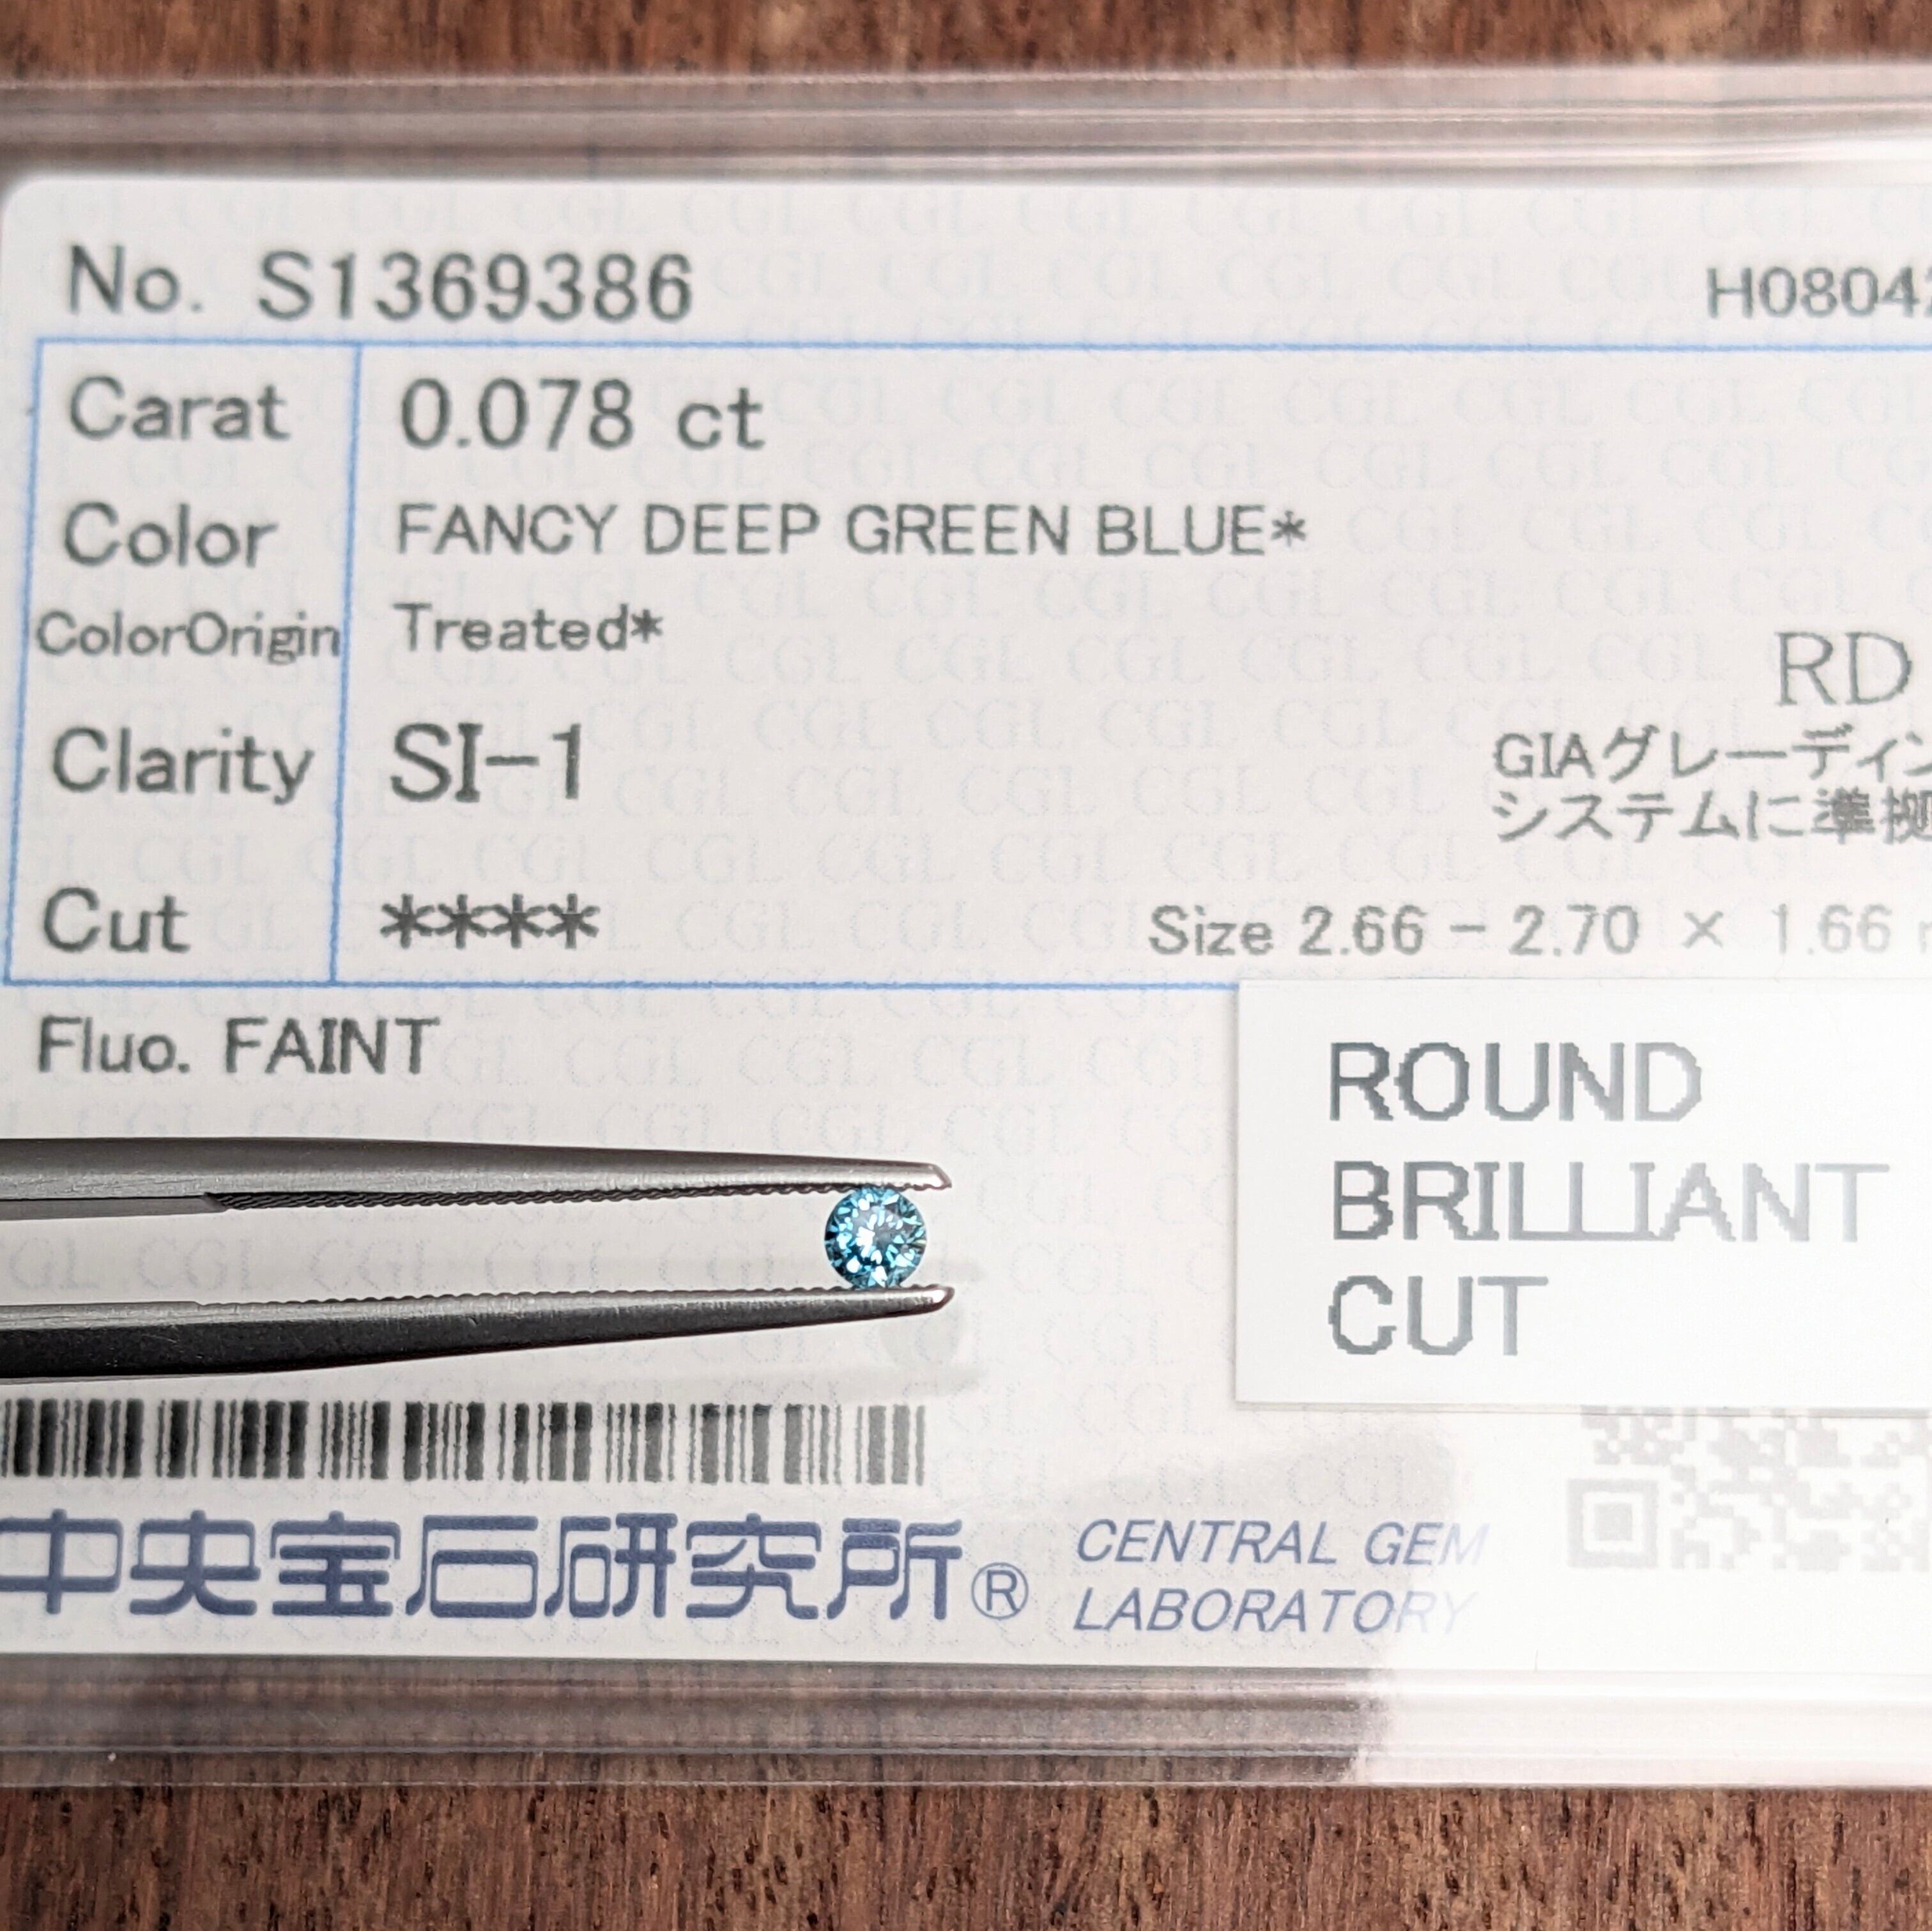 No. S1369386
H0804
Carat 0.078 ct
Color FANCY DEEP GREEN BLUE*
ColorOrigin Treated*
RD
Clarity SI-1
GIAグレーディン
システムに準拠
Cut ****
Size 2.66 - 2.70 × 1.66
Fluo. FAINT
ROUND
BRILLIANT
CUT
中央宝石研究所®
CENTRAL GEM
LABORATORY